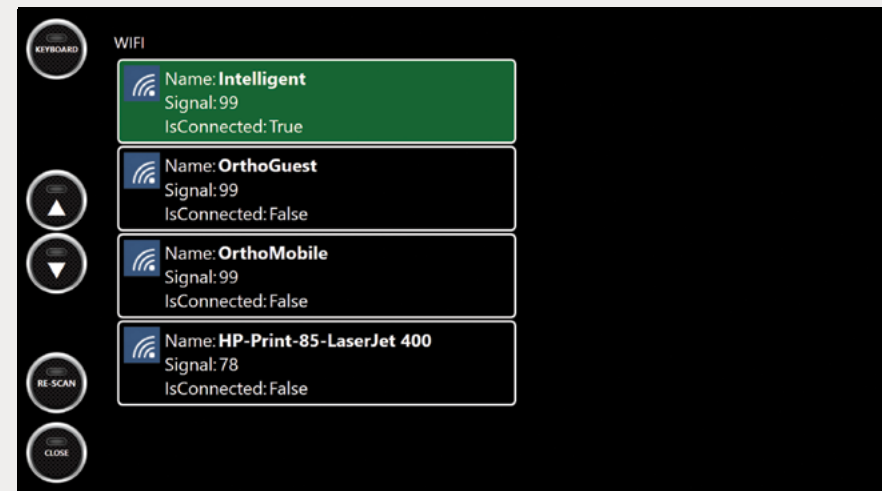 KEYBOARD
WIFI
Name: Intelligent
Signal: 99
IsConnected: True
Name: OrthoGuest
Signal: 99
IsConnected: False
Name: OrthoMobile
Signal: 99
IsConnected: False
Name: HP-Print-85-LaserJet 400
Signal: 78
IsConnected: False
RE-SCAN
CLOSE